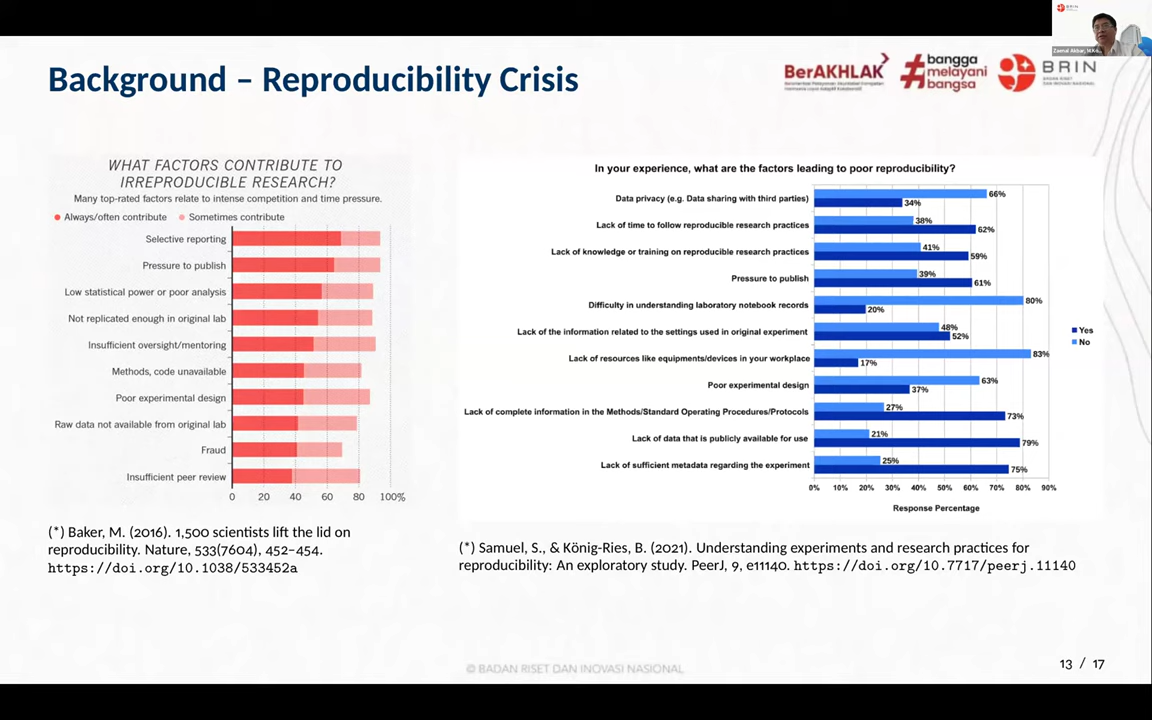 Background – Reproducibility Crisis
BerAKHLAK
#bangga
melayani
bangsa
BRIN
BADAN RISET
DAN INOVASI NASIONAL
BRIN
WHAT FACTORS CONTRIBUTE TO
IRREPRODUCIBLE RESEARCH?
Many top-rated factors relate to intense competition and time pressure.
Always/often contribute Sometimes contribute
Selective reporting
Pressure to publish
Low statistical power or poor analysis
Not replicated enough in original lab
Insufficient oversight/mentoring
Methods, code unavailable
Poor experimental design
Raw data not available from original lab
Fraud
Insufficient peer review
0 20 40 60 80 100%
(*) Baker, M. (2016). 1,500 scientists lift the lid on
reproducibility. Nature, 533(7604), 452–454.
https://doi.org/10.1038/533452a
In your experience, what are the factors leading to poor reproducibility?
Data privacy (e.g. Data sharing with third parties) 66% 34%
Lack of time to follow reproducible research practices 38% 62%
Lack of knowledge or training on reproducible research practices 41% 59%
Pressure to publish 39% 61%
Difficulty in understanding laboratory notebook records 80% 20%
Lack of the information related to the settings used in original experiment 48% 52%
Lack of resources like equipments/devices in your workplace 83% 17%
Poor experimental design 63% 37%
Lack of complete information in the Methods/Standard Operating Procedures/Protocols 27% 73%
Lack of data that is publicly available for use 21% 79%
Lack of sufficient metadata regarding the experiment 25% 75%
0% 10% 20% 30% 40% 50% 60% 70% 80% 90%
Response Percentage
Yes
No
(*) Samuel, S., & König-Ries, B. (2021). Understanding experiments and research practices for
reproducibility: An exploratory study. PeerJ, 9, e11140. https://doi.org/10.7717/peerj.11140
© BADAN RISET DAN INOVASI NASIONAL
13 / 17